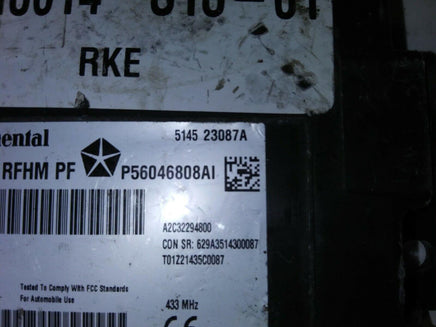 RKE
5145 23087A
RFHM PF P56046808AI
A2C32294800
CON SR: 629A3514300087
T01Z21435C0087
Tested To Comply With FCC Standards
For Automobile Use
433 MHz
CE